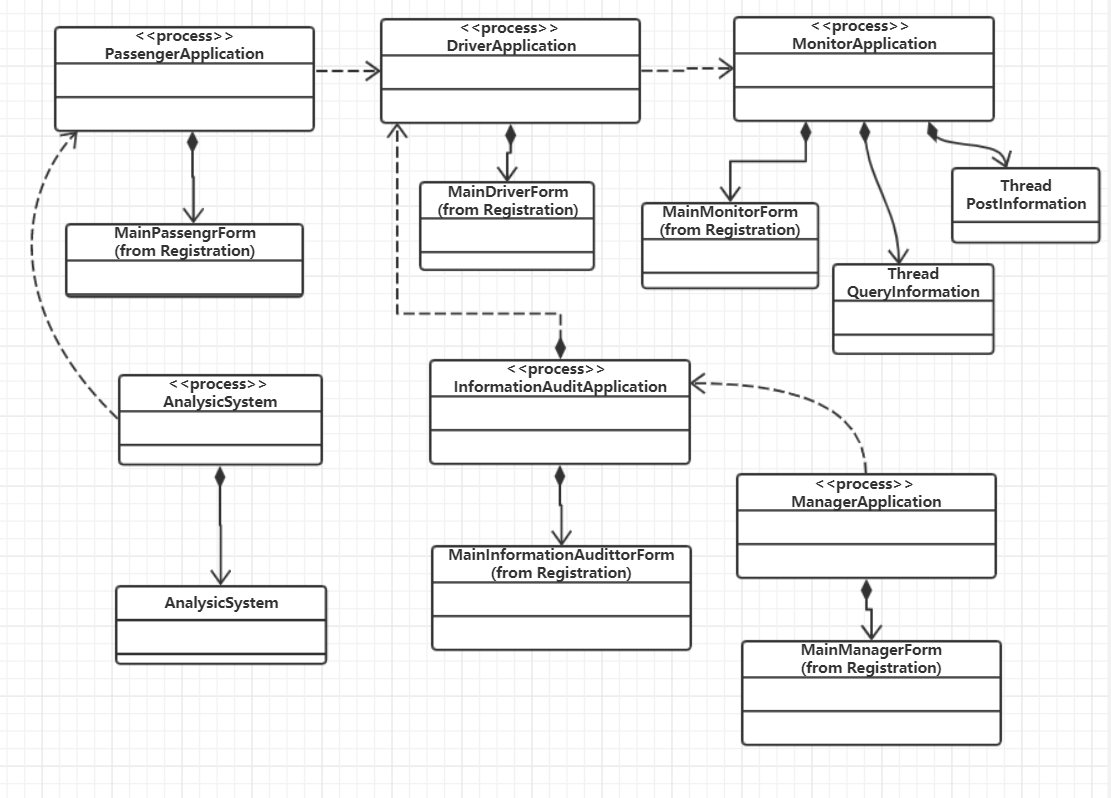 <<process>>
PassengerApplication
<<process>>
DriverApplication
<<process>>
MonitorApplication
MainPassengrForm
(from Registration)
MainDriverForm
(from Registration)
MainMonitorForm
(from Registration)
Thread
PostInformation
Thread
QueryInformation
<<process>>
AnalysicSystem
<<process>>
InformationAuditApplication
<<process>>
ManagerApplication
AnalysicSystem
MainInformationAudittorForm
(from Registration)
MainManagerForm
(from Registration)